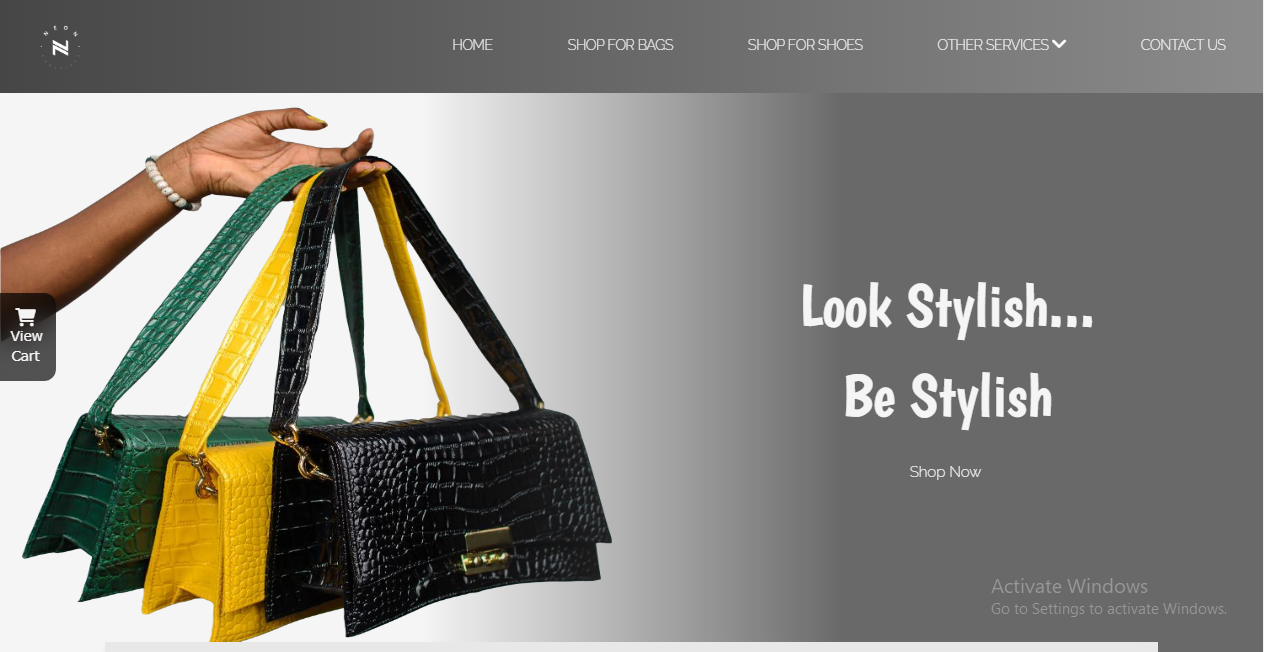 NEON
N
HOME
SHOP FOR BAGS
SHOP FOR SHOES
OTHER SERVICES
CONTACT US
View
Cart
Look Stylish...
Be Stylish
Shop Now
Activate Windows
Go to Settings to activate Windows.